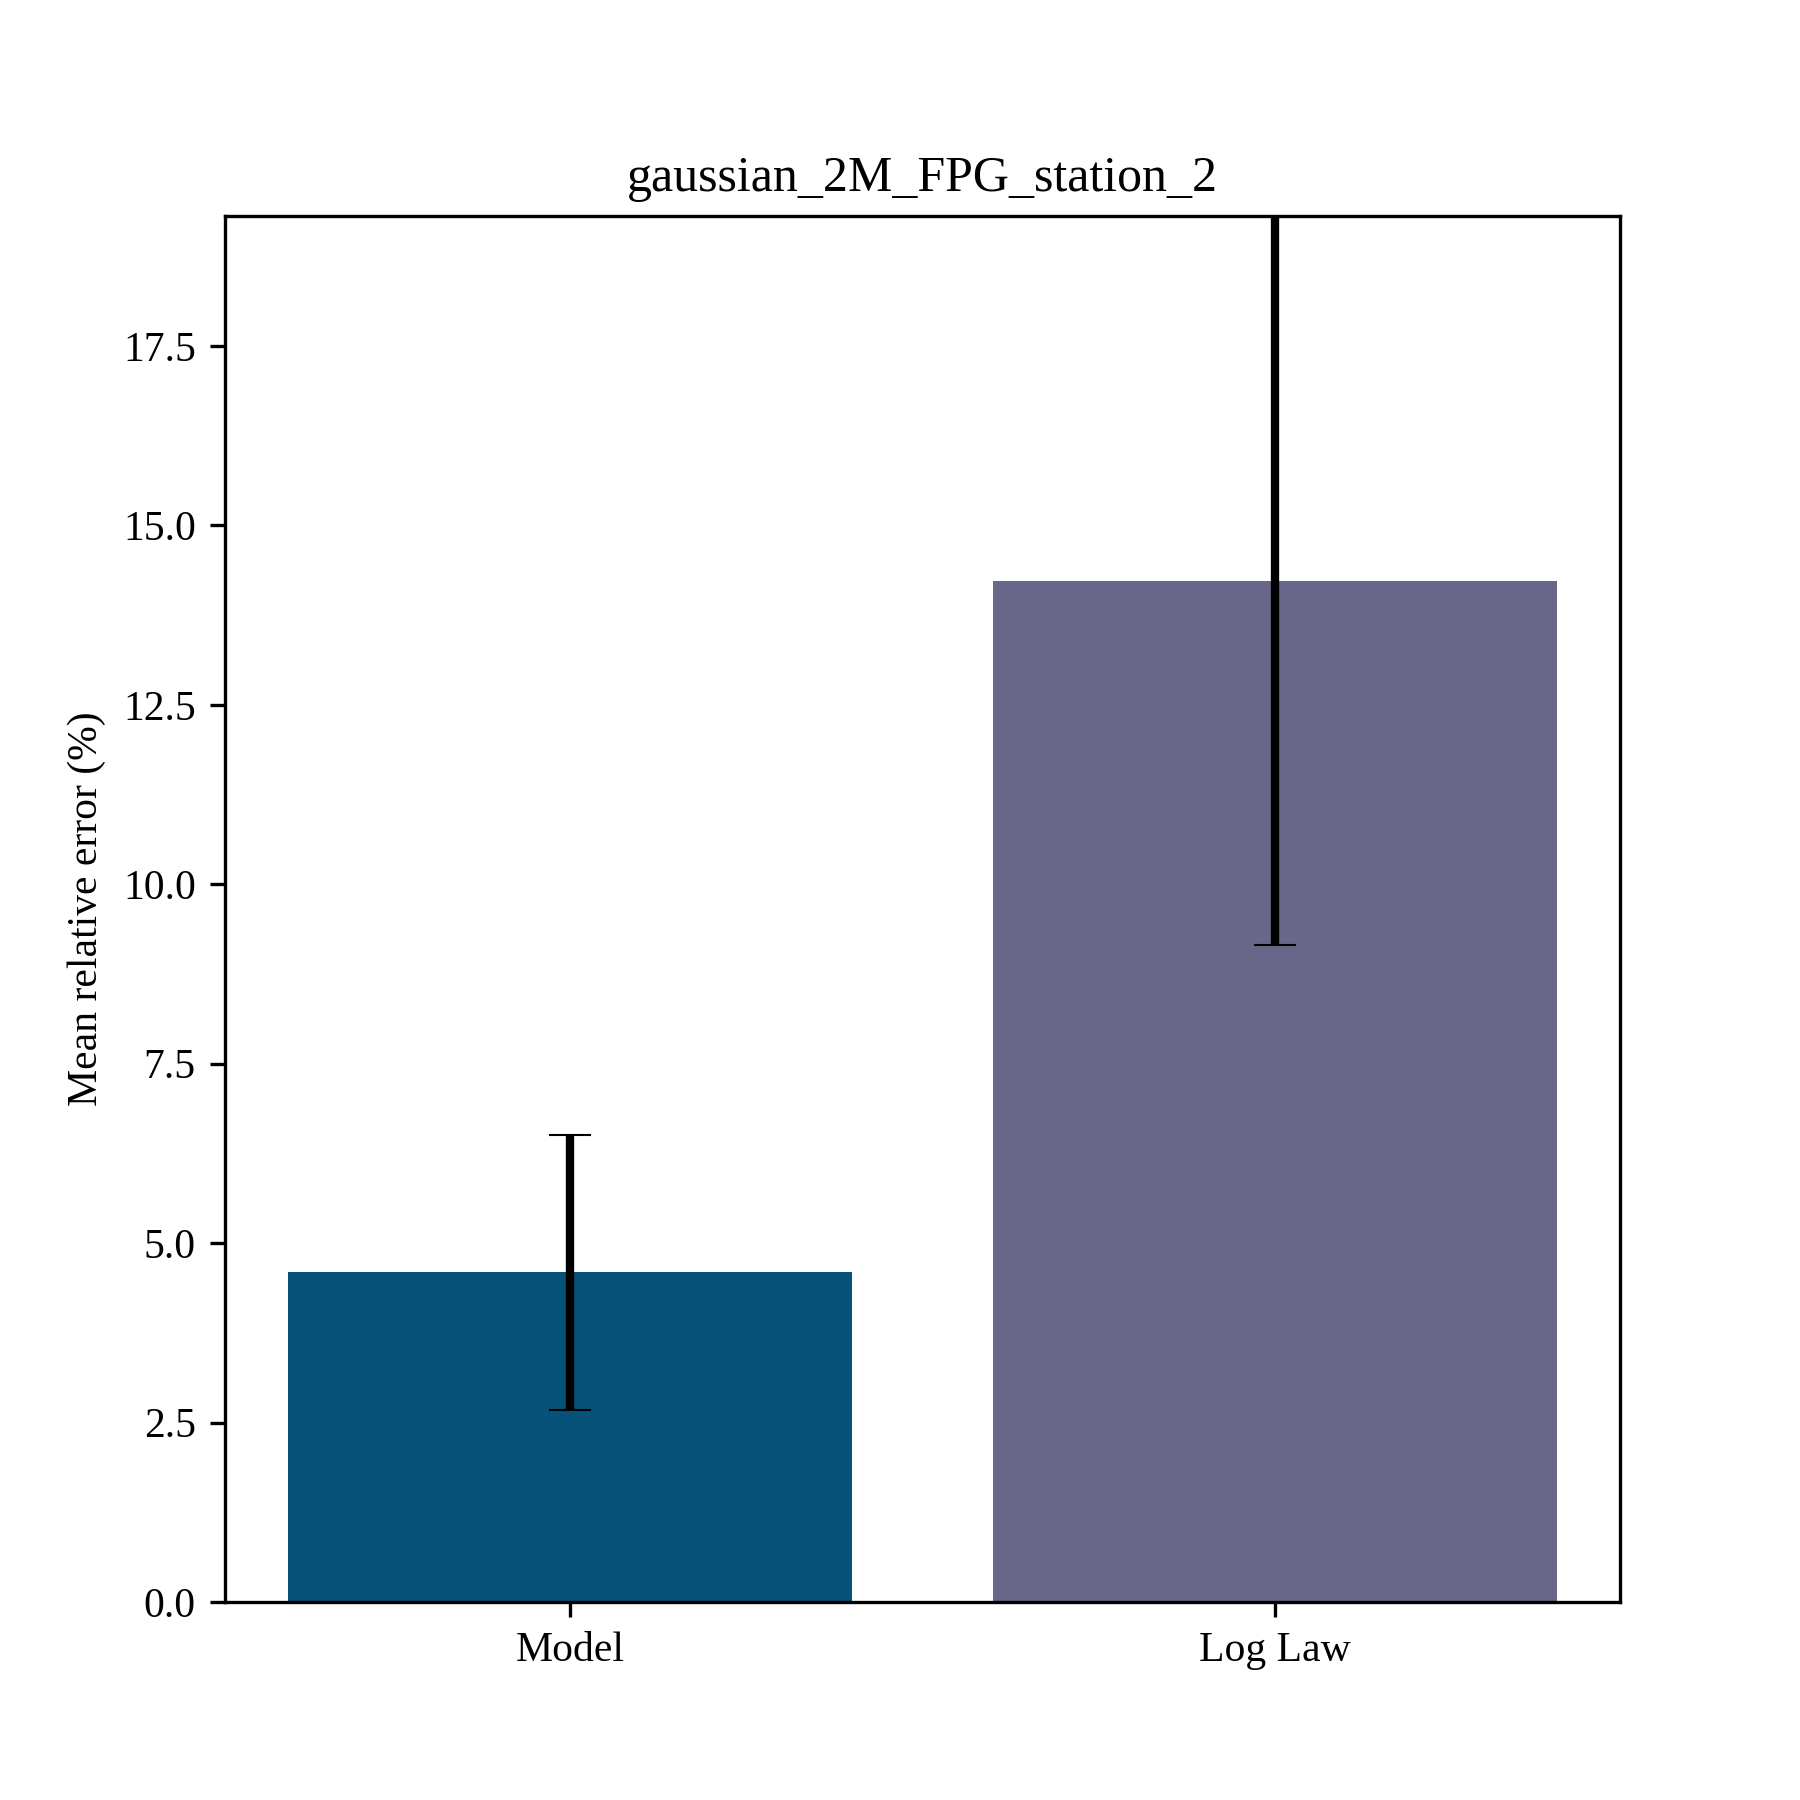 gaussian_2M_FPG_station_2
Mean relative error (%)
17.5
15.0
12.5
10.0
7.5
5.0
2.5
0.0
Model
Log Law